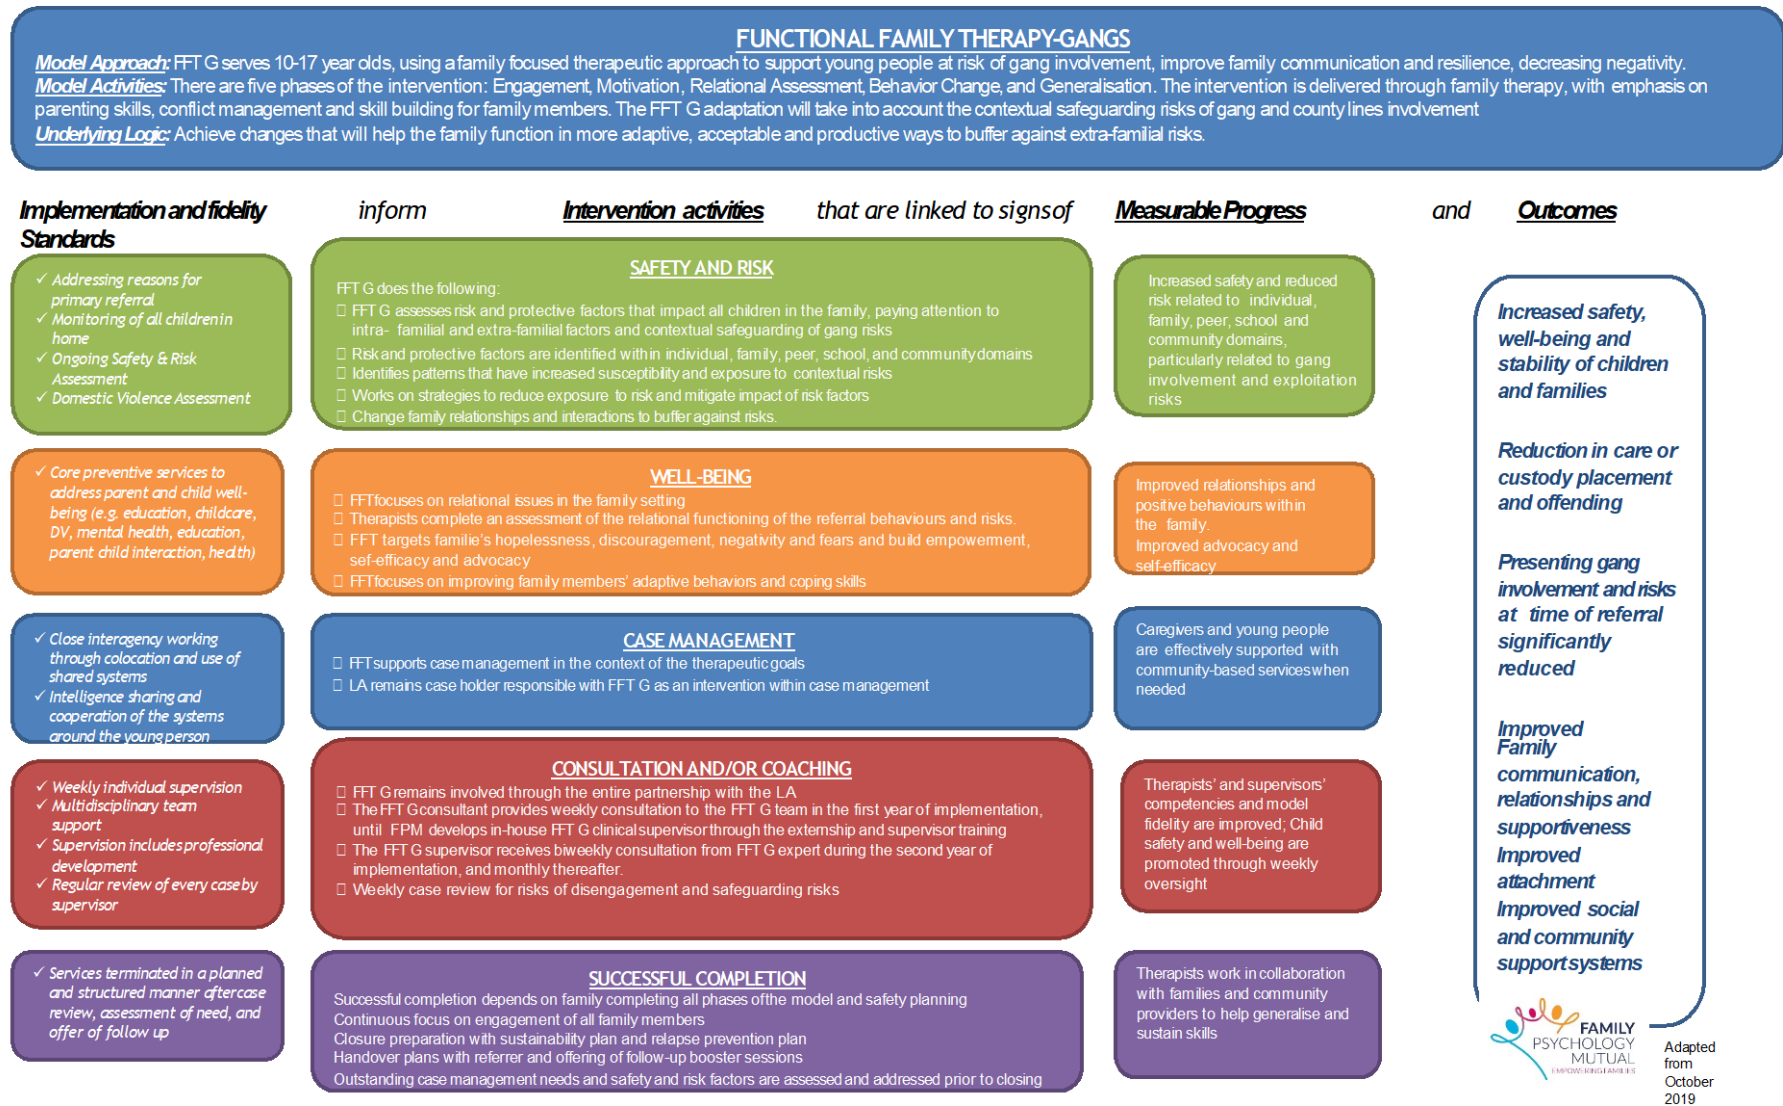 FUNCTIONAL FAMILY THERAPY-GANGS
Model Approach: FFT G serves 10-17 year olds, using a family focused therapeutic approach to support young people at risk of gang involvement, improve family communication and resilience, decreasing negativity.
Model Activities: There are five phases of the intervention: Engagement, Motivation, Relational Assessment, Behavior Change, and Generalisation. The intervention is delivered through family therapy, with emphasis on
parenting skills, conflict management and skill building for family members. The FFT G adaptation will take into account the contextual safeguarding risks of gang and county lines involvement
Underlying Logic: Achieve changes that will help the family function in more adaptive, acceptable and productive ways to buffer against extra-familial risks.
Implementation and fidelity
Standards
inform
Intervention activities
that are linked to signs of
Measurable Progress
and
Outcomes
✓ Addressing reasons for
primary referral
✓ Monitoring of all children in
home
✓ Ongoing Safety & Risk
Assessment
✓ Domestic Violence Assessment
SAFETY AND RISK
FFT G does the following:
FFT G assesses risk and protective factors that impact all children in the family, paying attention to
intra- familial and extra-familial factors and contextual safeguarding of gang risks
Risk and protective factors are identified within individual, family, peer, school, and community domains
Identifies patterns that have increased susceptibility and exposure to contextual risks
Works on strategies to reduce exposure to risk and mitigate impact of risk factors
Change family relationships and interactions to buffer against risks.
Increased safety and reduced
risk related to individual,
family, peer, school and
community domains,
particularly related to gang
involvement and exploitation
risks
✓ Core preventive services to
address parent and child well-
being (e.g. education, childcare,
DV, mental health, education,
parent child interaction, health)
WELL-BEING
FFT focuses on relational issues in the family setting
Therapists complete an assessment of the relational functioning of the referral behaviours and risks.
FFT targets familie's hopelessness, discouragement, negativity and fears and build empowerment,
sef-efficacy and advocacy
FFT focuses on improving family members' adaptive behaviors and coping skills
Improved relationships and
positive behaviours within
the family.
Improved advocacy and
self-efficacy
✓ Close interagency working
through colocation and use of
shared systems
✓ Intelligence sharing and
cooperation of the systems
around the young person
CASE MANAGEMENT
FFT supports case management in the context of the therapeutic goals
LA remains case holder responsible with FFT G as an intervention within case management
Caregivers and young people
are effectively supported with
community-based services when
needed
✓ Weekly individual supervision
✓ Multidisciplinary team
support
✓ Supervision includes professional
development
✓ Regular review of every case by
supervisor
CONSULTATION AND/OR COACHING
FFT G remains involved through the entire partnership with the LA
The FFT G consultant provides weekly consultation to the FFT G team in the first year of implementation,
until FPM develops in-house FFT G clinical supervisor through the externship and supervisor training
The FFT G supervisor receives biweekly consultation from FFT G expert during the second year of
implementation, and monthly thereafter.
Weekly case review for risks of disengagement and safeguarding risks
Therapists' and supervisors'
competencies and model
fidelity are improved; Child
safety and well-being are
promoted through weekly
oversight
✓ Services terminated in a planned
and structured manner after case
review, assessment of need, and
offer of follow up
SUCCESSFUL COMPLETION
Successful completion depends on family completing all phases of the model and safety planning
Continuous focus on engagement of all family members
Closure preparation with sustainability plan and relapse prevention plan
Handover plans with referrer and offering of follow-up booster sessions
Outstanding case management needs and safety and risk factors are assessed and addressed prior to closing
Therapists work in collaboration
with families and community
providers to help generalise and
sustain skills
Increased safety,
well-being and
stability of children
and families
Reduction in care or
custody placement
and offending
Presenting gang
involvement and risks
at time of referral
significantly
reduced
Improved
Family
communication,
relationships and
supportiveness
Improved
attachment
Improved social
and community
support systems
FAMILY
PSYCHOLOGY
MUTUAL
EMPOWERING FAMILIES
Adapted
from
October
2019